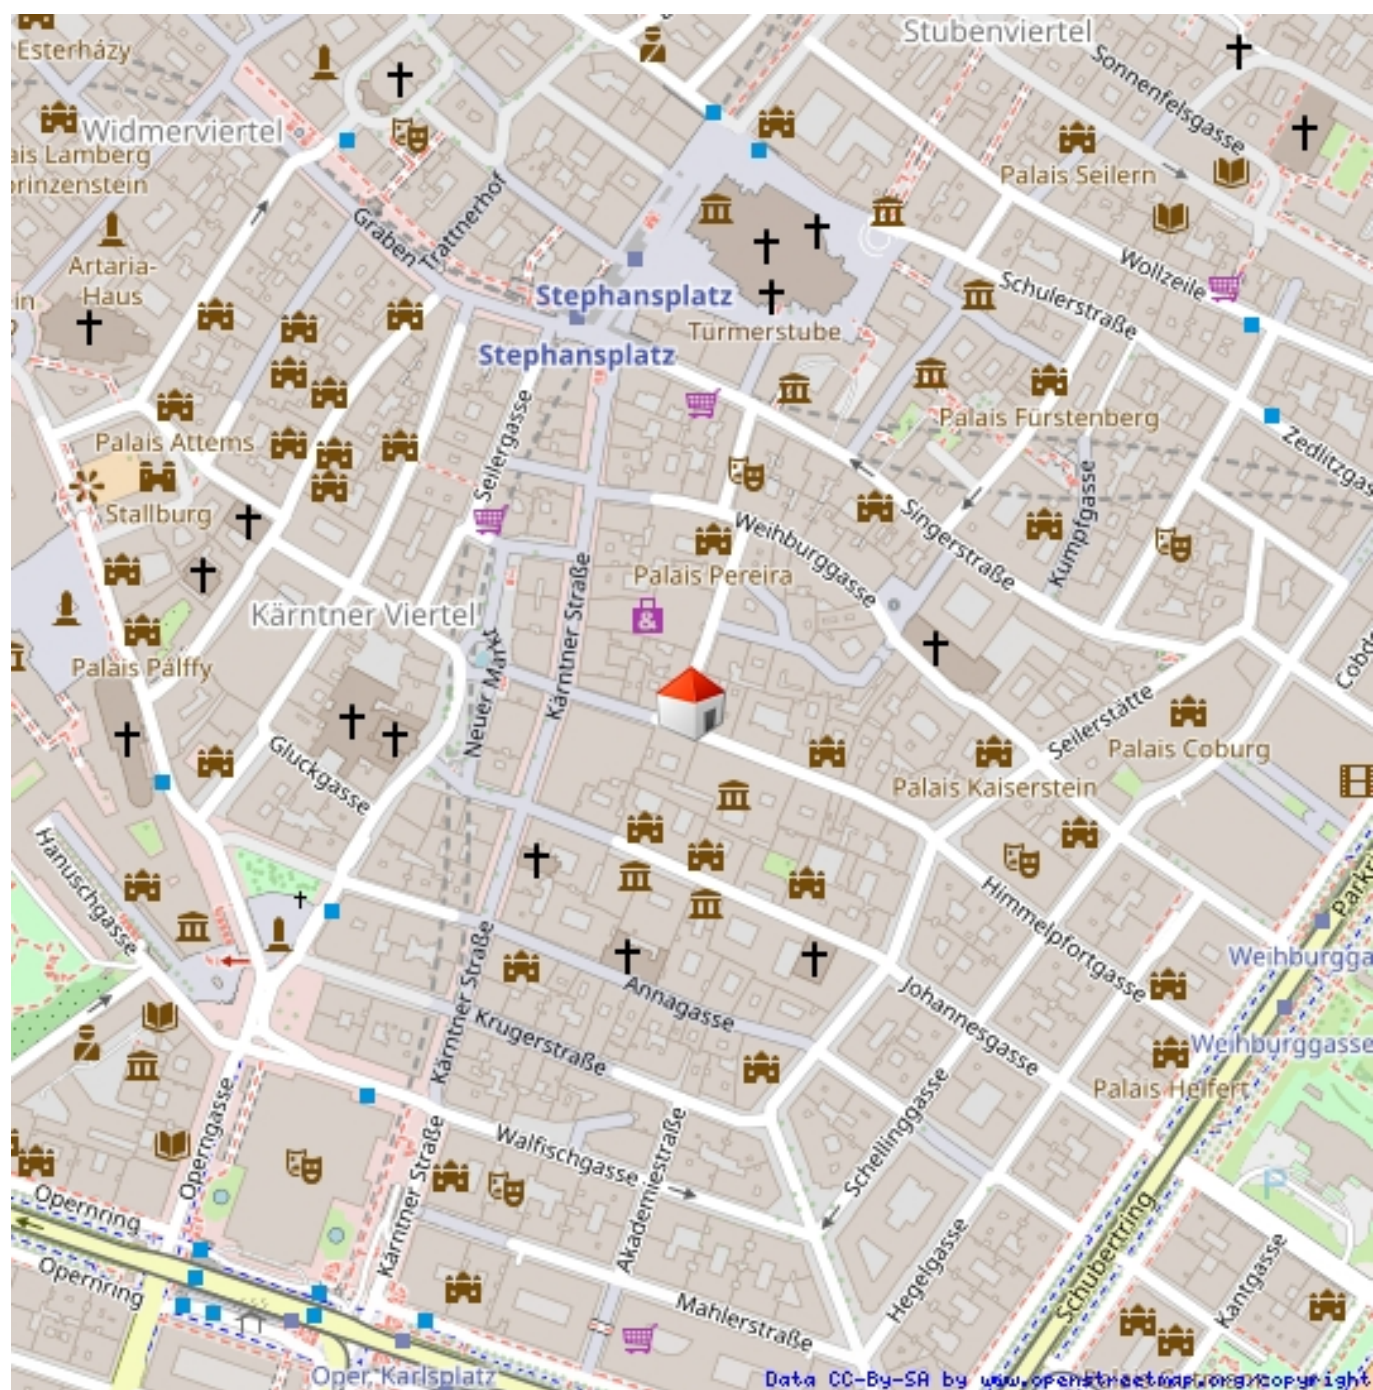 Esterházy
Stubenviertel
Sonnenfelsgasse
Widmerviertel
ais Lamberg
prinzenstein
Palais Seilern
Trattnerhof
Graben
Artaria-
Haus
in
Wollzeile
Schulerstraße
Stephansplatz
Türmerstube
Stephansplatz
Palais Fürstenberg
Palais Attems
Zedlitzgas
Seilergasse
Stallburg
Singerstraße
Kumpfgasse
Weihburggasse
Palais Pereira
Kärntner Viertel
Kärntner Straße
Neuer Markt
Palais Pálffy
Cobde
Seilerstätte
Palais Coburg
Palais Kaiserstein
Gluckgasse
Hanuschgasse
Himmelpfortgasse
Parkri
Weihburgga
Kärntner Straße
Annagasse
Johannesgasse
Krugerstraße
Weihburggasse
Palais Helfert
Operngasse
Walfischgasse
Akademiestraße
Schellinggasse
P
Opernring
Kärntner Straße
Opernring
Schubertring
Hegelgasse
Kantgasse
Mahlerstraße
Oper, Karlsplatz
Data CC-By-SA by www.openstreetmap.org/copyright